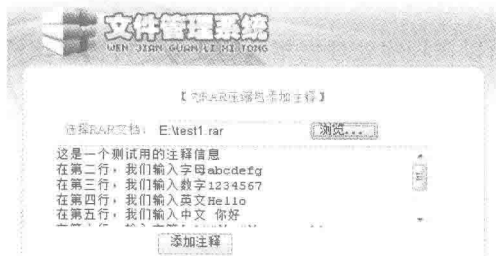 文件管理系统
WEN JIAN GUAN LI XI TONG
【 为RAR压缩包添加注释 】
选择RAR文档： E:\test1.rar 浏览...
这是一个测试用的注释信息
在第二行，我们输入字母abcdefg
在第三行，我们输入数字1234567
在第四行，我们输入英文Hello
在第五行，我们输入中文 你好
添加注释